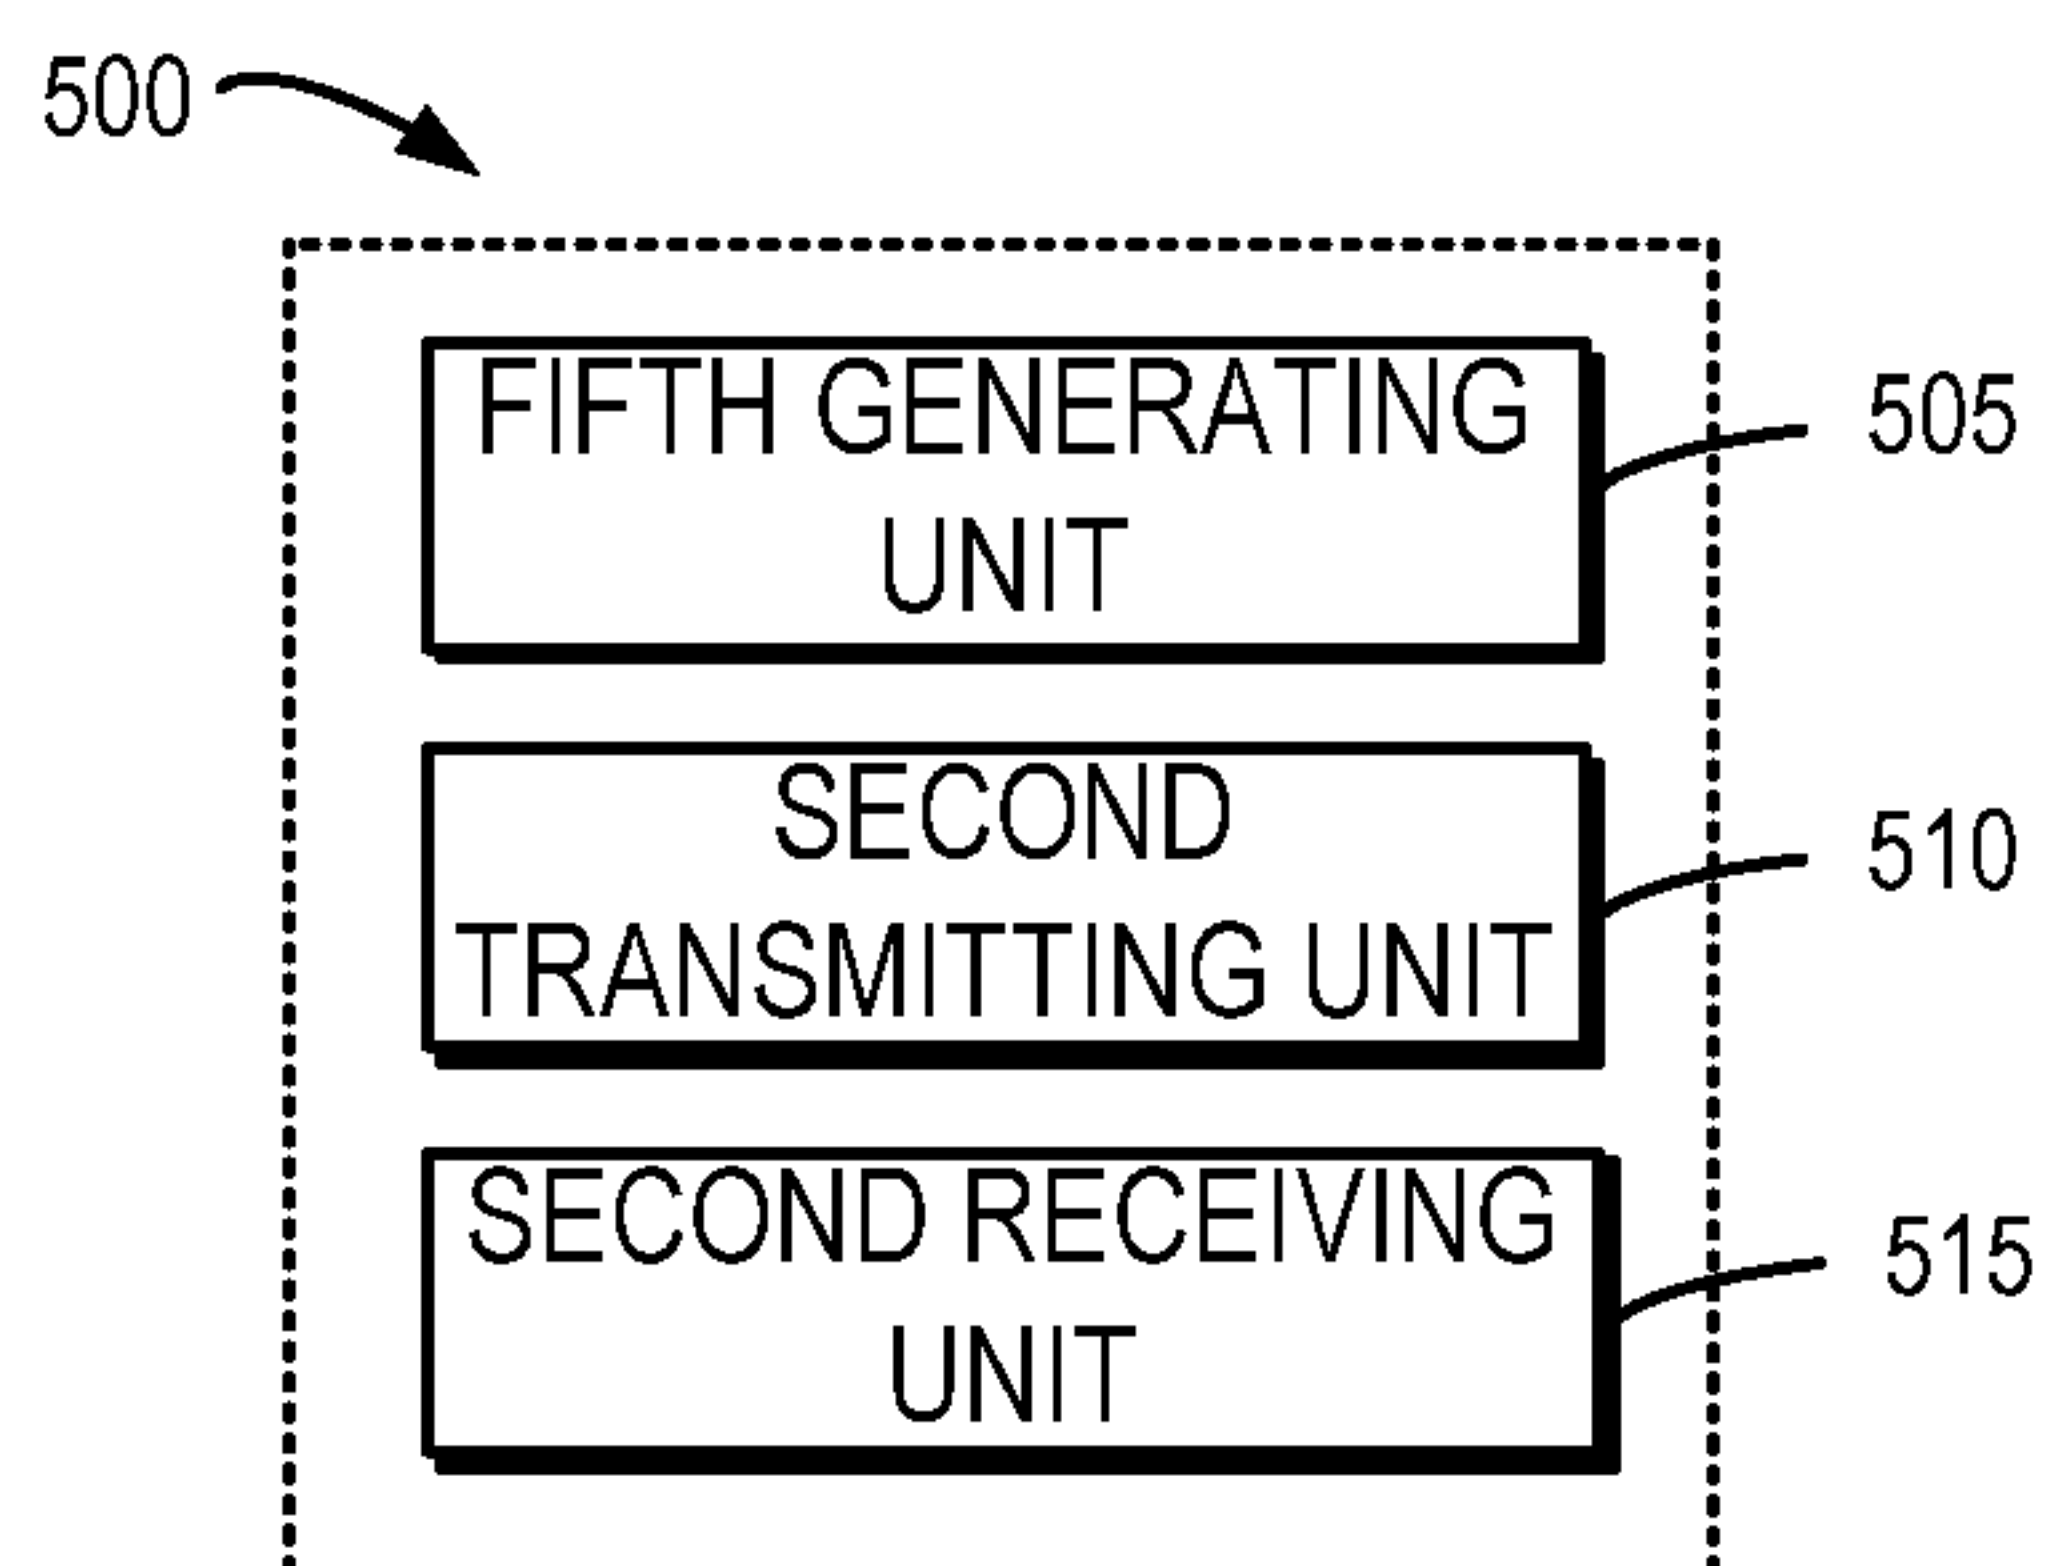 500
FIFTH GENERATING
UNIT
505
SECOND
TRANSMITTING UNIT
510
SECOND RECEIVING
UNIT
515